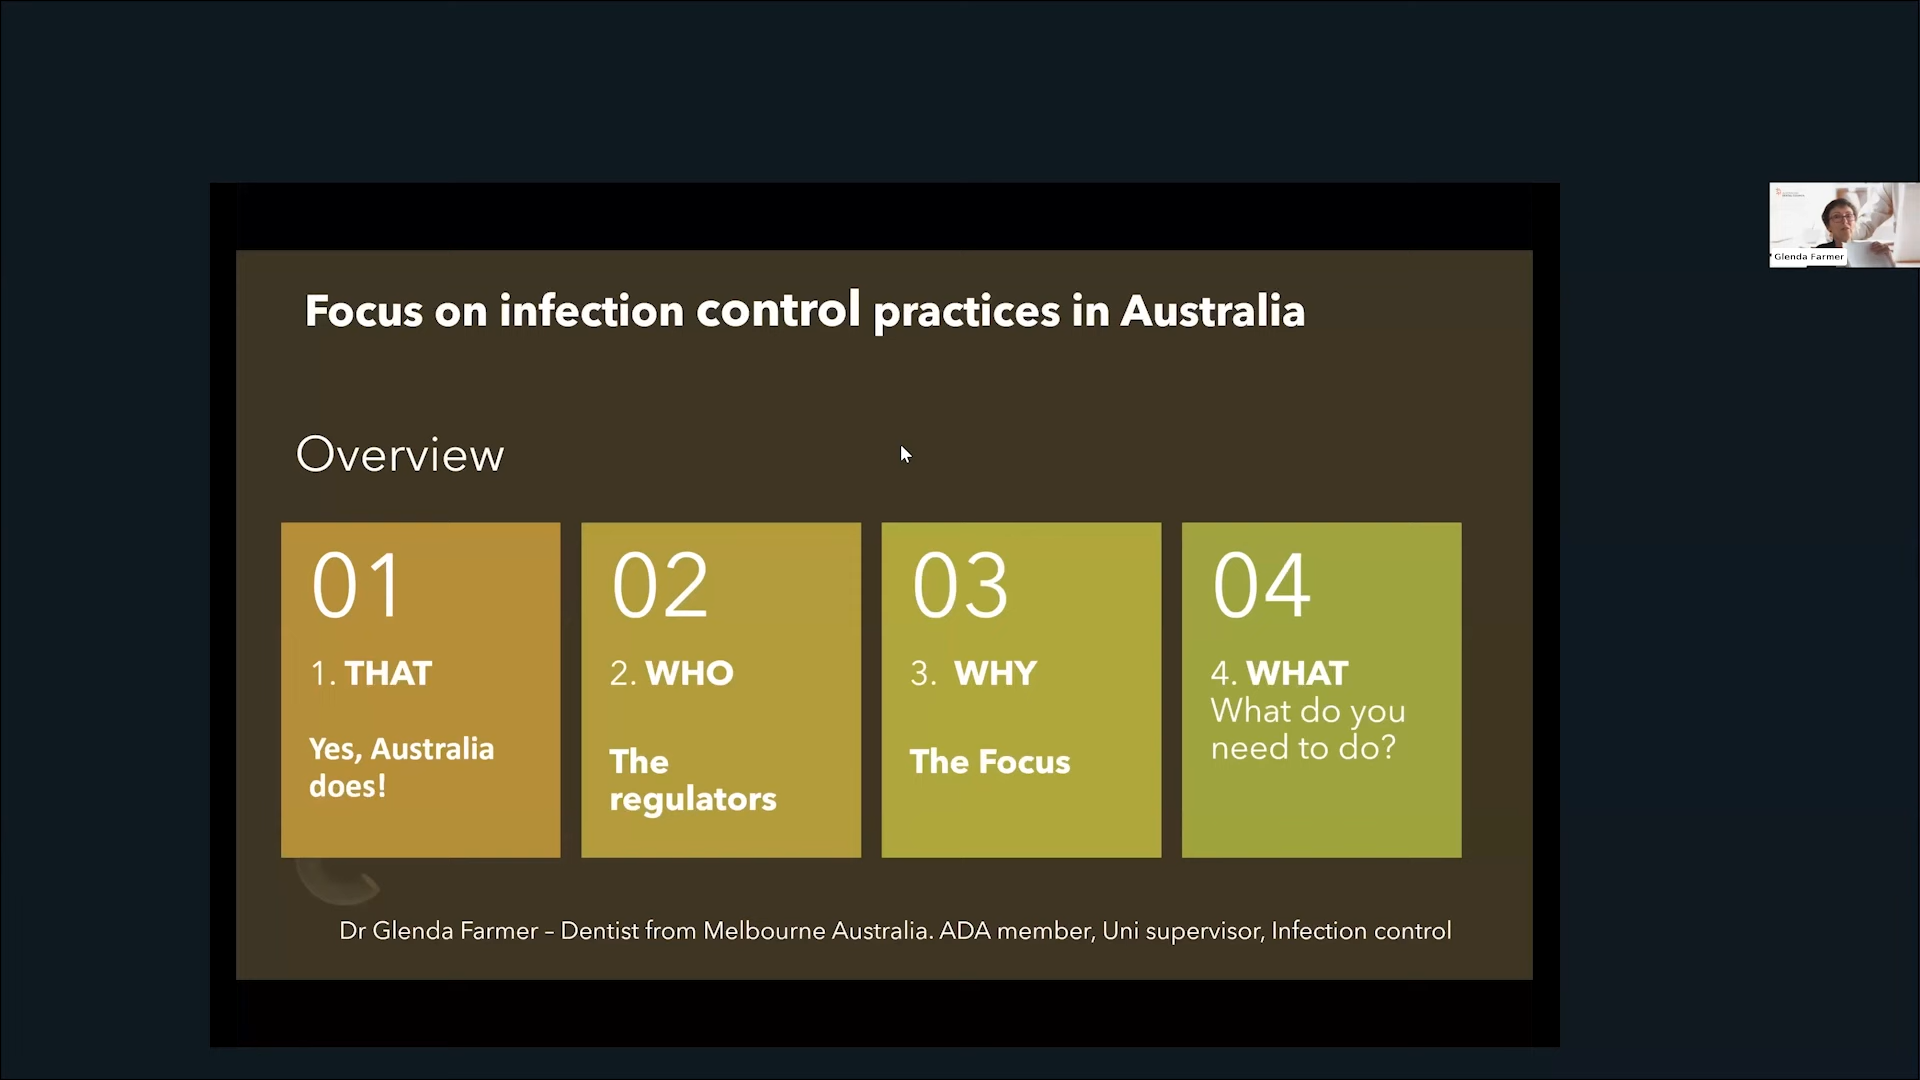 Focus on infection control practices in Australia
Overview
01
1. THAT
Yes, Australia
does!
02
2. WHO
The
regulators
03
3. WHY
The Focus
04
4. WHAT
What do you
need to do?
Dr Glenda Farmer – Dentist from Melbourne Australia. ADA member, Uni supervisor, Infection control
Glenda Farmer